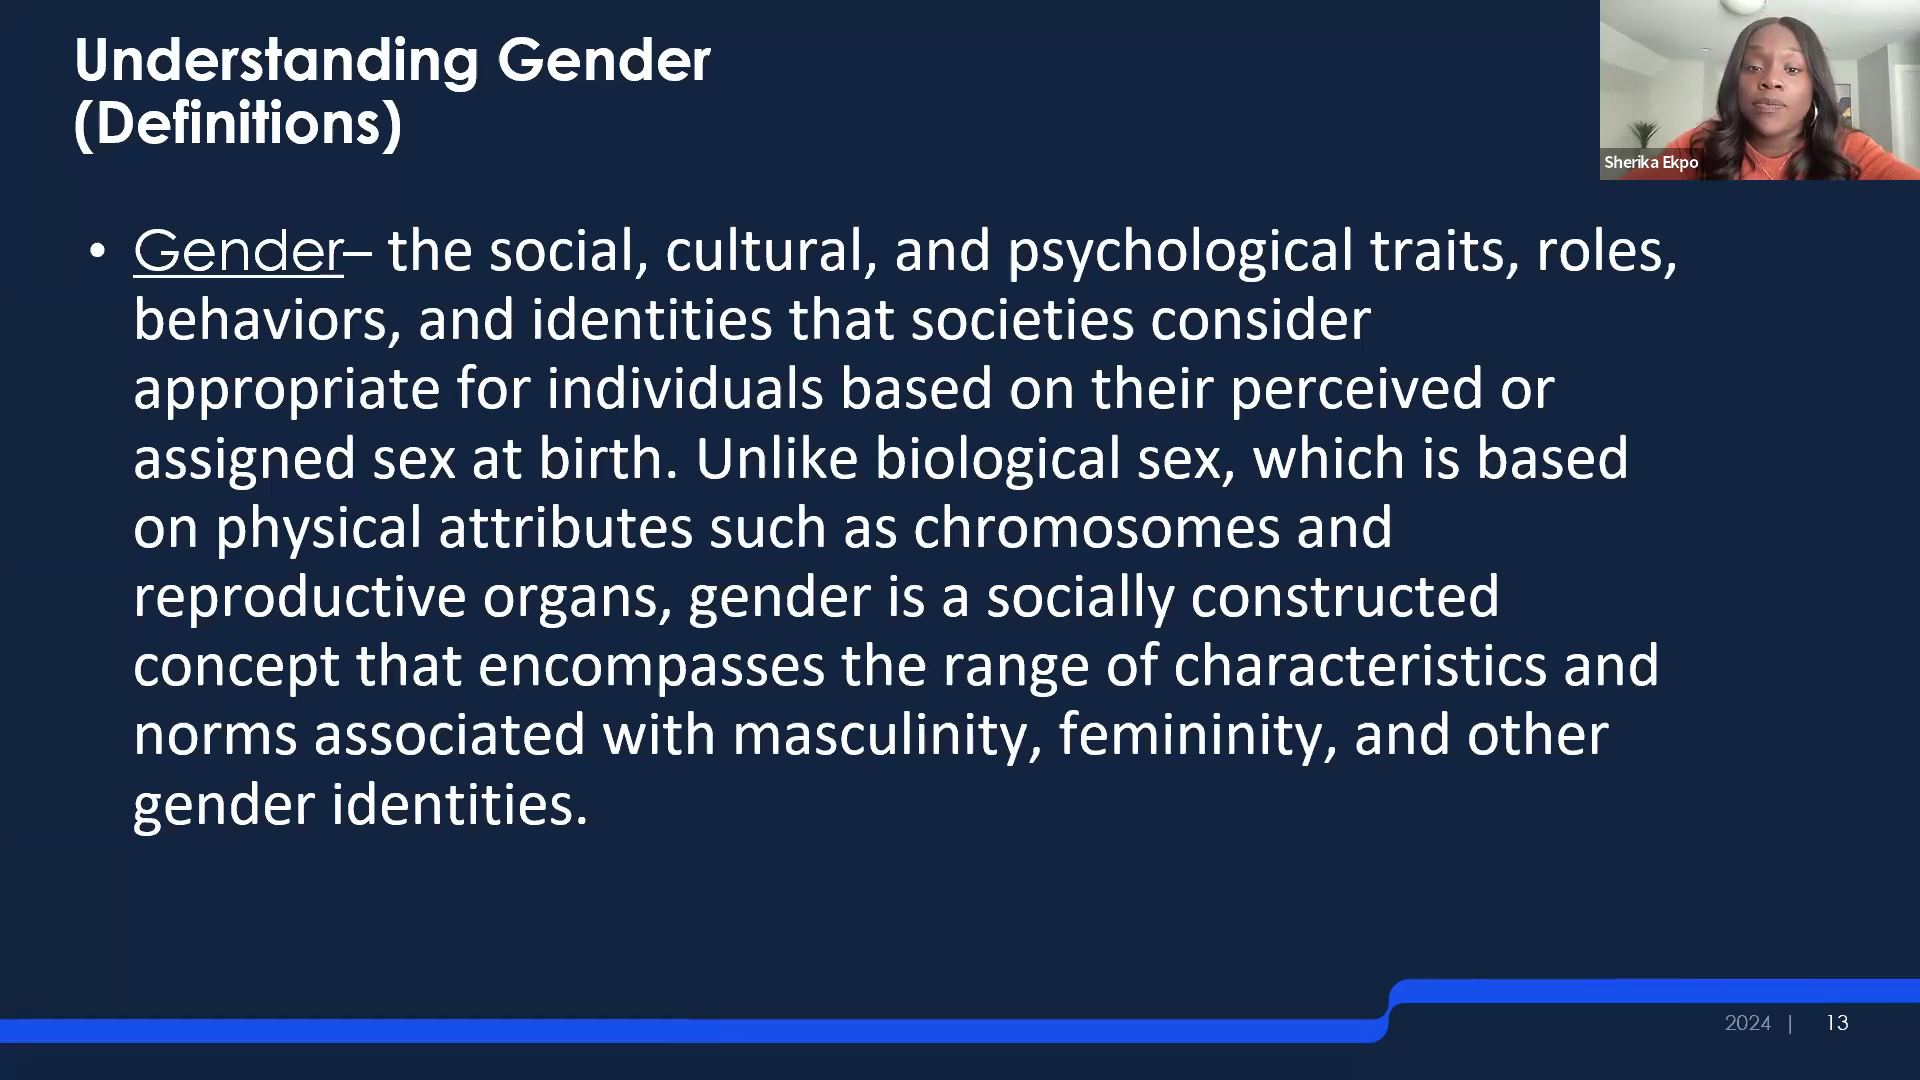 Understanding Gender
(Definitions)
Sherika Ekpo
• Gender– the social, cultural, and psychological traits, roles,
behaviors, and identities that societies consider
appropriate for individuals based on their perceived or
assigned sex at birth. Unlike biological sex, which is based
on physical attributes such as chromosomes and
reproductive organs, gender is a socially constructed
concept that encompasses the range of characteristics and
norms associated with masculinity, femininity, and other
gender identities.
2024 | 13